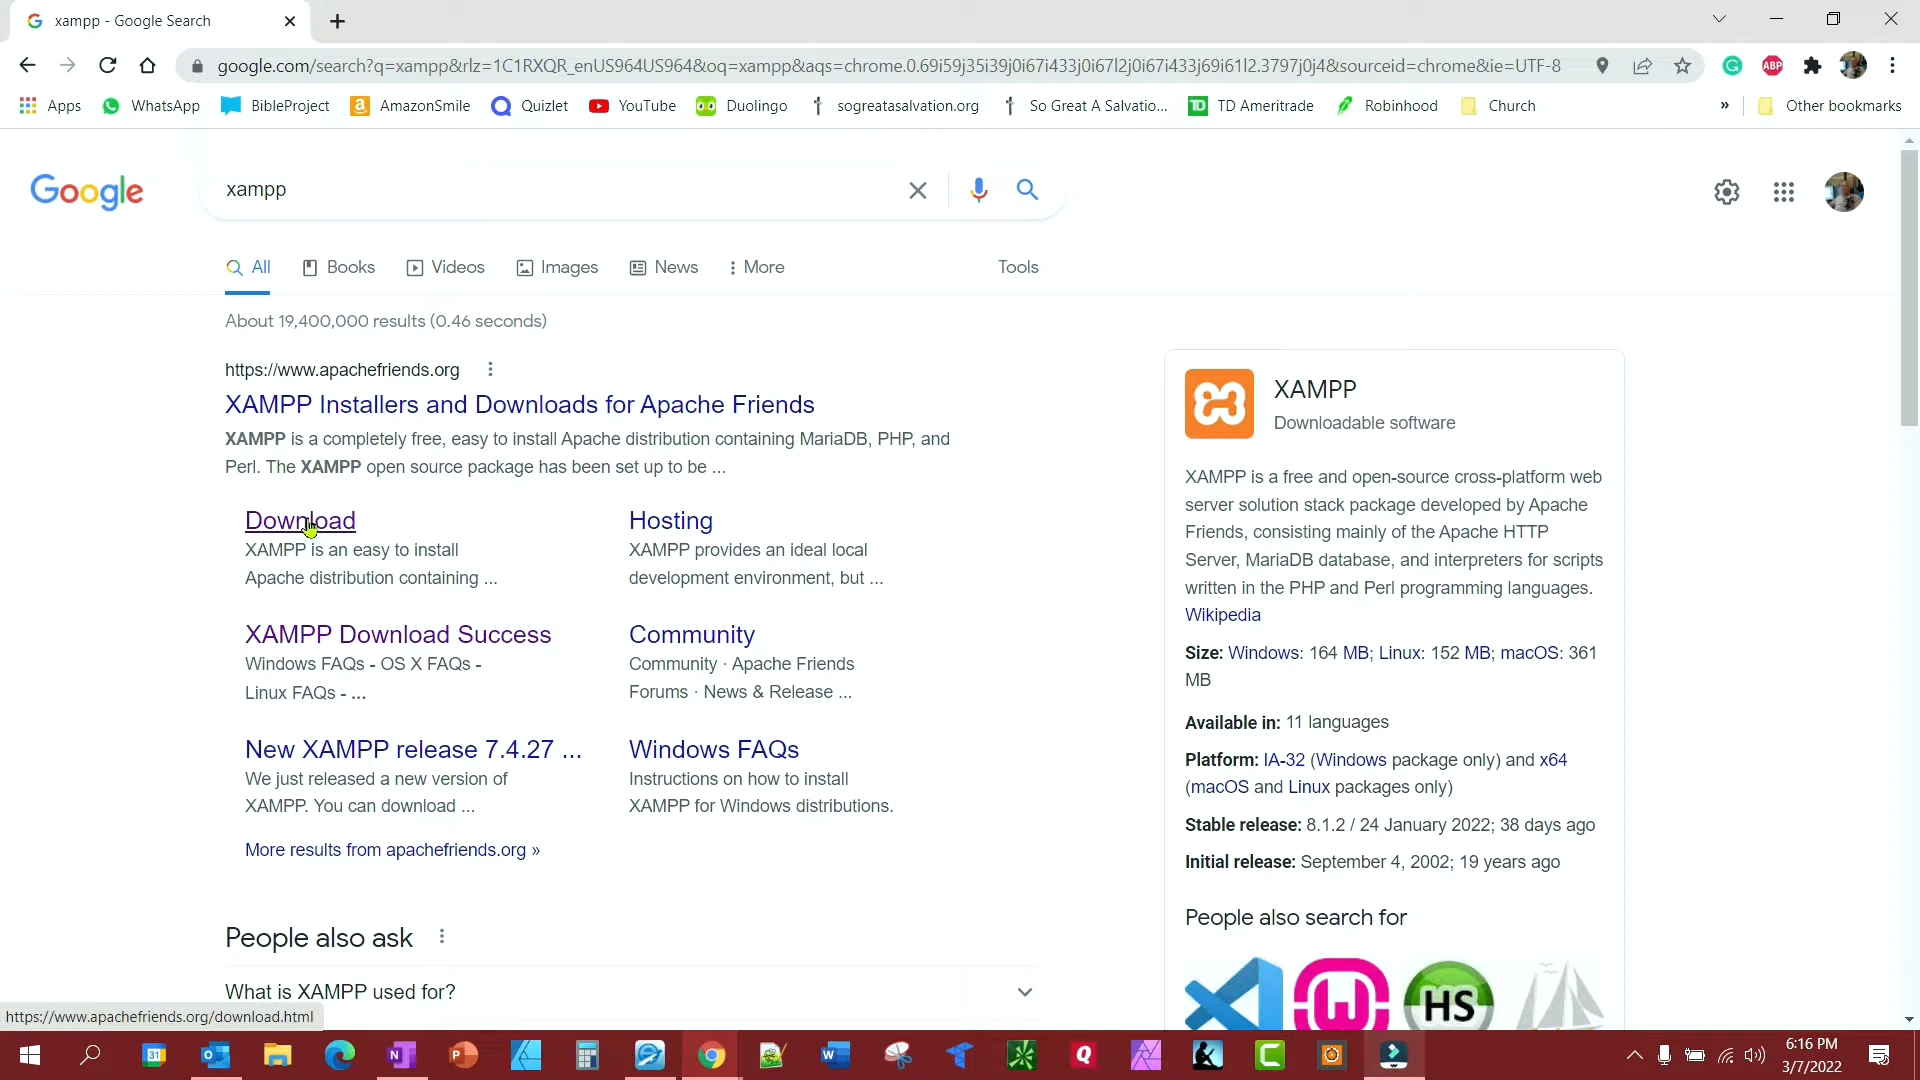 xampp - Google Search
google.com/search?q=xampp&rlz=1C1RXQR_enUS964US964&oq=xampp&aqs=chrome.0.69i59j35i39j0i67i433j0i67l2j0i67i433j69i61l2.3797j0j4&sourceid=chrome&ie=UTF-8
ABP
Apps WhatsApp BibleProject AmazonSmile Quizlet YouTube Duolingo sogreatasalvation.org So Great A Salvatio... TD Ameritrade Robinhood Church » Other bookmarks
Google
xampp
All Books Videos Images News More Tools
About 19,400,000 results (0.46 seconds)
https://www.apachefriends.org
XAMPP Installers and Downloads for Apache Friends
XAMPP is a completely free, easy to install Apache distribution containing MariaDB, PHP, and
Perl. The XAMPP open source package has been set up to be ...
Download
XAMPP is an easy to install
Apache distribution containing ...
Hosting
XAMPP provides an ideal local
development environment, but ...
XAMPP Download Success
Windows FAQs - OS X FAQs -
Linux FAQs - ...
Community
Community · Apache Friends
Forums · News & Release ...
New XAMPP release 7.4.27 ...
We just released a new version of
XAMPP. You can download ...
Windows FAQs
Instructions on how to install
XAMPP for Windows distributions.
More results from apachefriends.org »
People also ask
What is XAMPP used for?
XAMPP
Downloadable software
XAMPP is a free and open-source cross-platform web
server solution stack package developed by Apache
Friends, consisting mainly of the Apache HTTP
Server, MariaDB database, and interpreters for scripts
written in the PHP and Perl programming languages.
Wikipedia
Size: Windows: 164 MB; Linux: 152 MB; macOS: 361
MB
Available in: 11 languages
Platform: IA-32 (Windows package only) and x64
(macOS and Linux packages only)
Stable release: 8.1.2 / 24 January 2022; 38 days ago
Initial release: September 4, 2002; 19 years ago
People also search for
HS
https://www.apachefriends.org/download.html
6:16 PM
3/7/2022